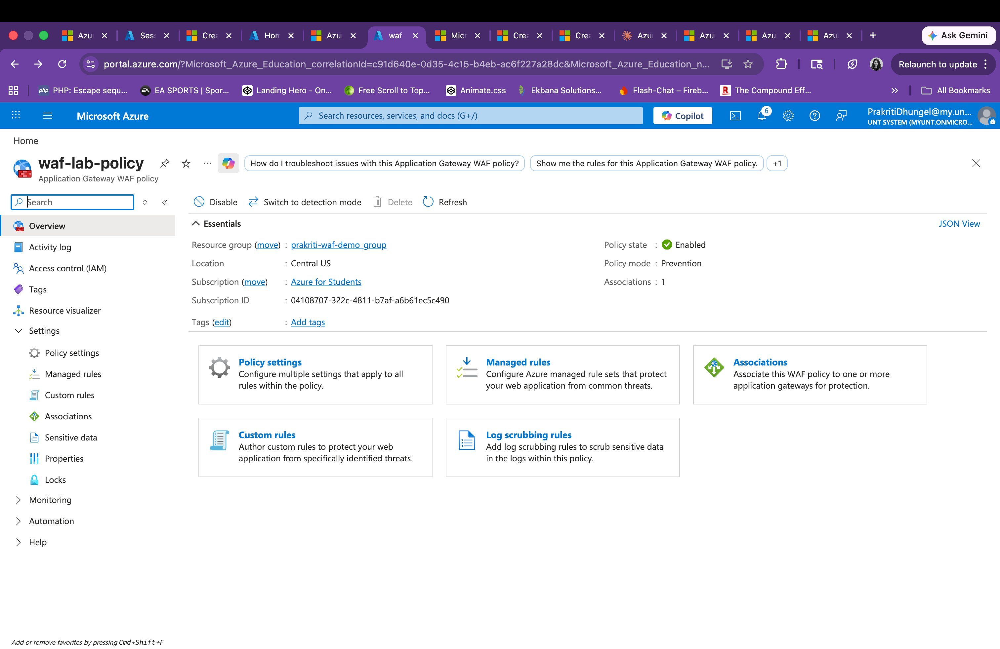 Azu
Ses
Crea
Hom
Azu
waf-
Micr
Crea
Crea
Azu
Azu
Azu
Azu
Ask Gemini
portal.azure.com/?Microsoft_Azure_Education_correlationId=c91d640e-0d35-4c15-b4eb-ac6f227a28dc&Microsoft_Azure_Education_n...
Relaunch to update
php PHP: Escape sequ...
EA SPORTS | Spor...
Landing Hero - On...
Free Scroll to Top...
Animate.css
Ekbana Solutions...
Flash-Chat – Fireb...
R The Compound Eff...
All Bookmarks
Microsoft Azure
Search resources, services, and docs (G+/)
Copilot
6
PrakritiDhungel@my.un...
UNT SYSTEM (MYUNT.ONMICRO...
Home
waf-lab-policy
Application Gateway WAF policy
How do I troubleshoot issues with this Application Gateway WAF policy?
Show me the rules for this Application Gateway WAF policy.
+1
Search
Overview
Activity log
Access control (IAM)
Tags
Resource visualizer
Settings
Policy settings
Managed rules
Custom rules
Associations
Sensitive data
Properties
Locks
Monitoring
Automation
Help
Add or remove favorites by pressing Cmd+Shift+F
Disable
Switch to detection mode
Delete
Refresh
Essentials
JSON View
Resource group (move) : prakriti-waf-demo_group
Location : Central US
Subscription (move) : Azure for Students
Subscription ID : 04108707-322c-4811-b7af-a6b61ec5c490
Tags (edit) : Add tags
Policy state : Enabled
Policy mode : Prevention
Associations : 1
Policy settings
Configure multiple settings that apply to all
rules within the policy.
Managed rules
Configure Azure managed rule sets that protect
your web application from common threats.
Associations
Associate this WAF policy to one or more
application gateways for protection.
Custom rules
Author custom rules to protect your web
application from specifically identified threats.
Log scrubbing rules
Add log scrubbing rules to scrub sensitive data
in the logs within this policy.